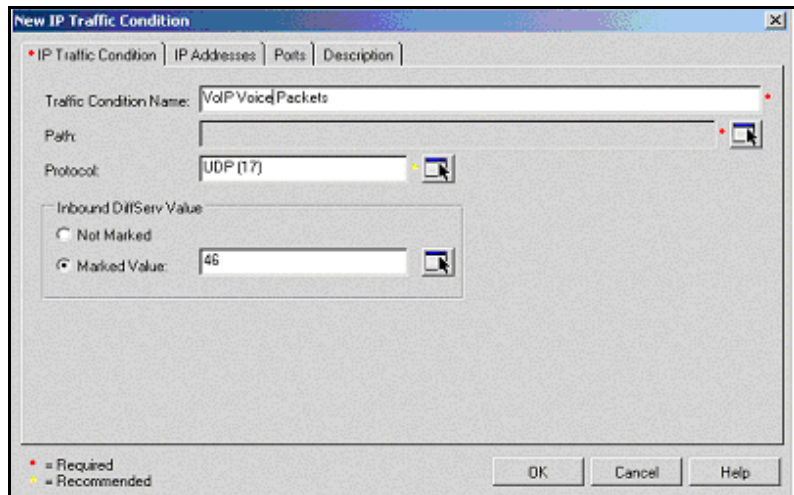 New IP Traffic Condition
* IP Traffic Condition IP Addresses Ports Description
Traffic Condition Name: VoIP Voice Packets *
Path: *
Protocol: UDP (17) *
Inbound DiffServ Value
Not Marked
Marked Value: 46
* = Required
* = Recommended
OK Cancel Help